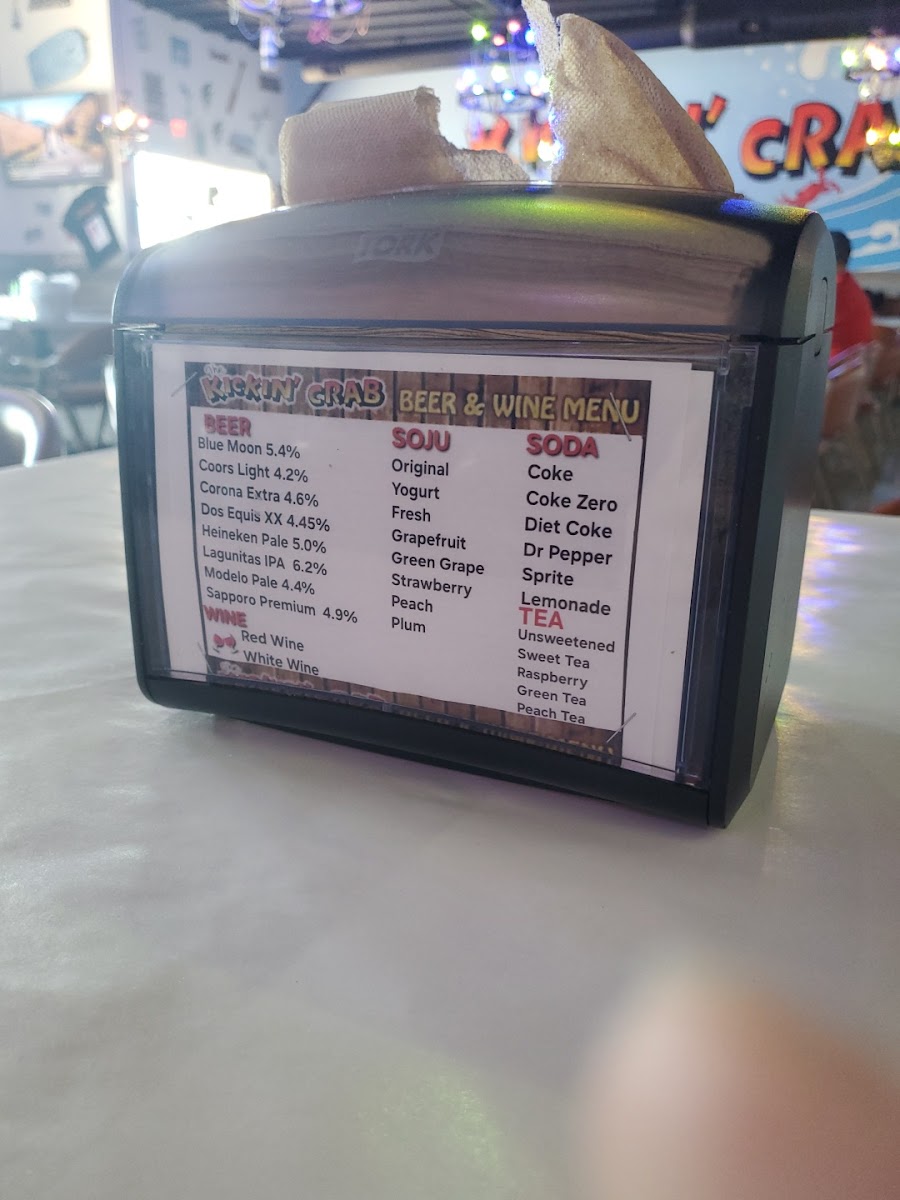 cRA
TORK
THE
KICKIN' CRAB BEER & WINE MENU
BEER
Blue Moon 5.4%
Coors Light 4.2%
Corona Extra 4.6%
Dos Equis XX 4.45%
Heineken Pale 5.0%
Lagunitas IPA 6.2%
Modelo Pale 4.4%
Sapporo Premium 4.9%
WINE
Red Wine
White Wine
SOJU
Original
Yogurt
Fresh
Grapefruit
Green Grape
Strawberry
Peach
Plum
SODA
Coke
Coke Zero
Diet Coke
Dr Pepper
Sprite
Lemonade
TEA
Unsweetened
Sweet Tea
Raspberry
Green Tea
Peach Tea